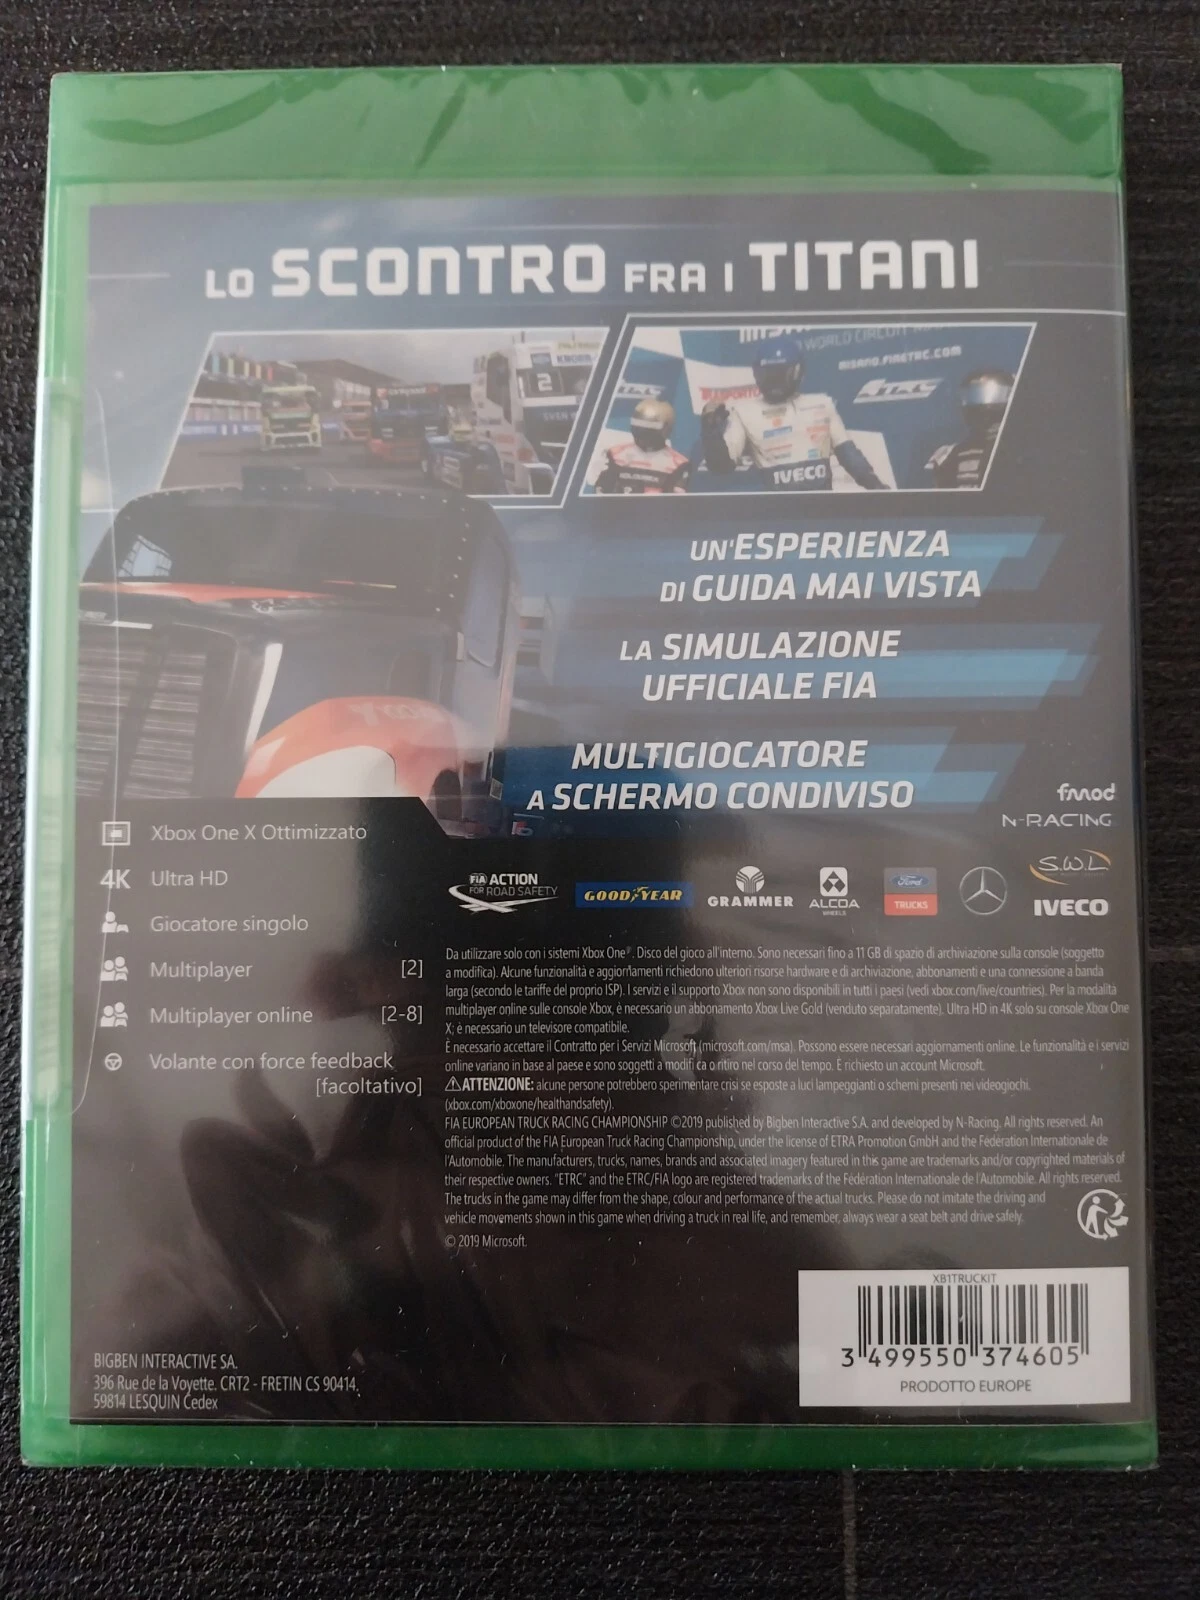 LO SCONTRO FRA I TITANI
WORLD CIRCUIT
MISANO.FIAETRC.COM
ETRC
2
IVECO
UN'ESPERIENZA
DI GUIDA MAI VISTA
LA SIMULAZIONE
UFFICIALE FIA
MULTIGIOCATORE
A SCHERMO CONDIVISO
fmod
N-RACING
Xbox One X Ottimizzato
4K Ultra HD
Giocatore singolo
Multiplayer [2]
Multiplayer online [2-8]
Volante con force feedback
[facoltativo]
FIA ACTION
FOR ROAD SAFETY
GOODYEAR
GRAMMER
ALCOA
WHEELS
Ford
TRUCKS
S.W.L
IVECO
Da utilizzare solo con i sistemi Xbox One®. Disco del gioco all'interno. Sono necessari fino a 11 GB di spazio di archiviazione sulla console (soggetto
a modifica). Alcune funzionalità e aggiornamenti richiedono ulteriori risorse hardware e di archiviazione, abbonamenti e una connessione a banda
larga (secondo le tariffe del proprio ISP). I servizi e il supporto Xbox non sono disponibili in tutti i paesi (vedi xbox.com/live/countries). Per la modalità
multiplayer online sulle console Xbox, è necessario un abbonamento Xbox Live Gold (venduto separatamente). Ultra HD in 4K solo su console Xbox One
X; è necessario un televisore compatibile.
È necessario accettare il Contratto per i Servizi Microsoft (microsoft.com/msa). Possono essere necessari aggiornamenti online. Le funzionalità e i servizi
online variano in base al paese e sono soggetti a modifica o ritiro nel corso del tempo. È richiesto un account Microsoft.
⚠ATTENZIONE: alcune persone potrebbero sperimentare crisi se esposte a luci lampeggianti o schemi presenti nei videogiochi.
(xbox.com/xboxone/healthandsafety).
FIA EUROPEAN TRUCK RACING CHAMPIONSHIP ©2019 published by Bigben Interactive S.A. and developed by N-Racing. All rights reserved. An
official product of the FIA European Truck Racing Championship, under the license of ETRA Promotion GmbH and the Fédération Internationale de
l'Automobile. The manufacturers, trucks, names, brands and associated imagery featured in this game are trademarks and/or copyrighted materials of
their respective owners. "ETRC" and the ETRC/FIA logo are registered trademarks of the Fédération Internationale de l'Automobile. All rights reserved.
The trucks in the game may differ from the shape, colour and performance of the actual trucks. Please do not imitate the driving and
vehicle movements shown in this game when driving a truck in real life, and remember, always wear a seat belt and drive safely.
© 2019 Microsoft.
XB1TRUCKIT
3 499550 374605
PRODOTTO EUROPE
BIGBEN INTERACTIVE SA.
396 Rue de la Voyette. CRT2 - FRETIN CS 90414.
59814 LESQUIN Cedex